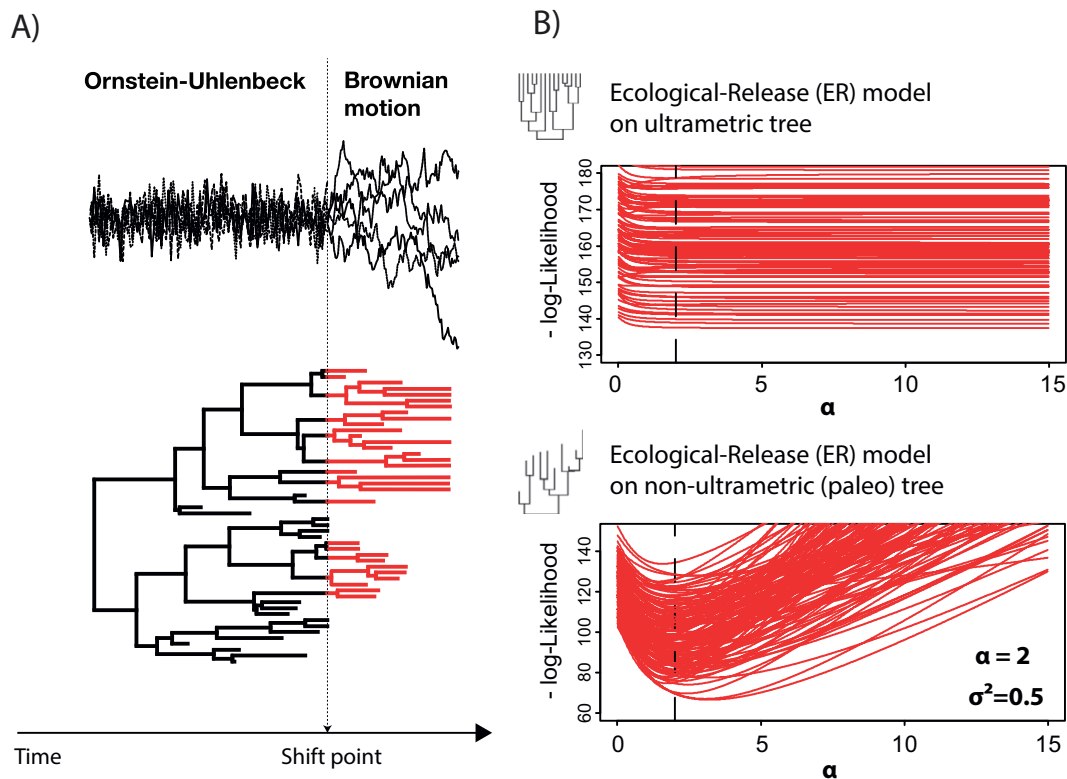 A)
Ornstein-Uhlenbeck
Brownian
motion
Time
Shift point
B)
Ecological-Release (ER) model
on ultrametric tree
- log-Likelihood
130 140 150 160 170 180
0 5 10 15
α
Ecological-Release (ER) model
on non-ultrametric (paleo) tree
- log-Likelihood
60 80 100 120 140
α = 2
σ²=0.5
0 5 10 15
α